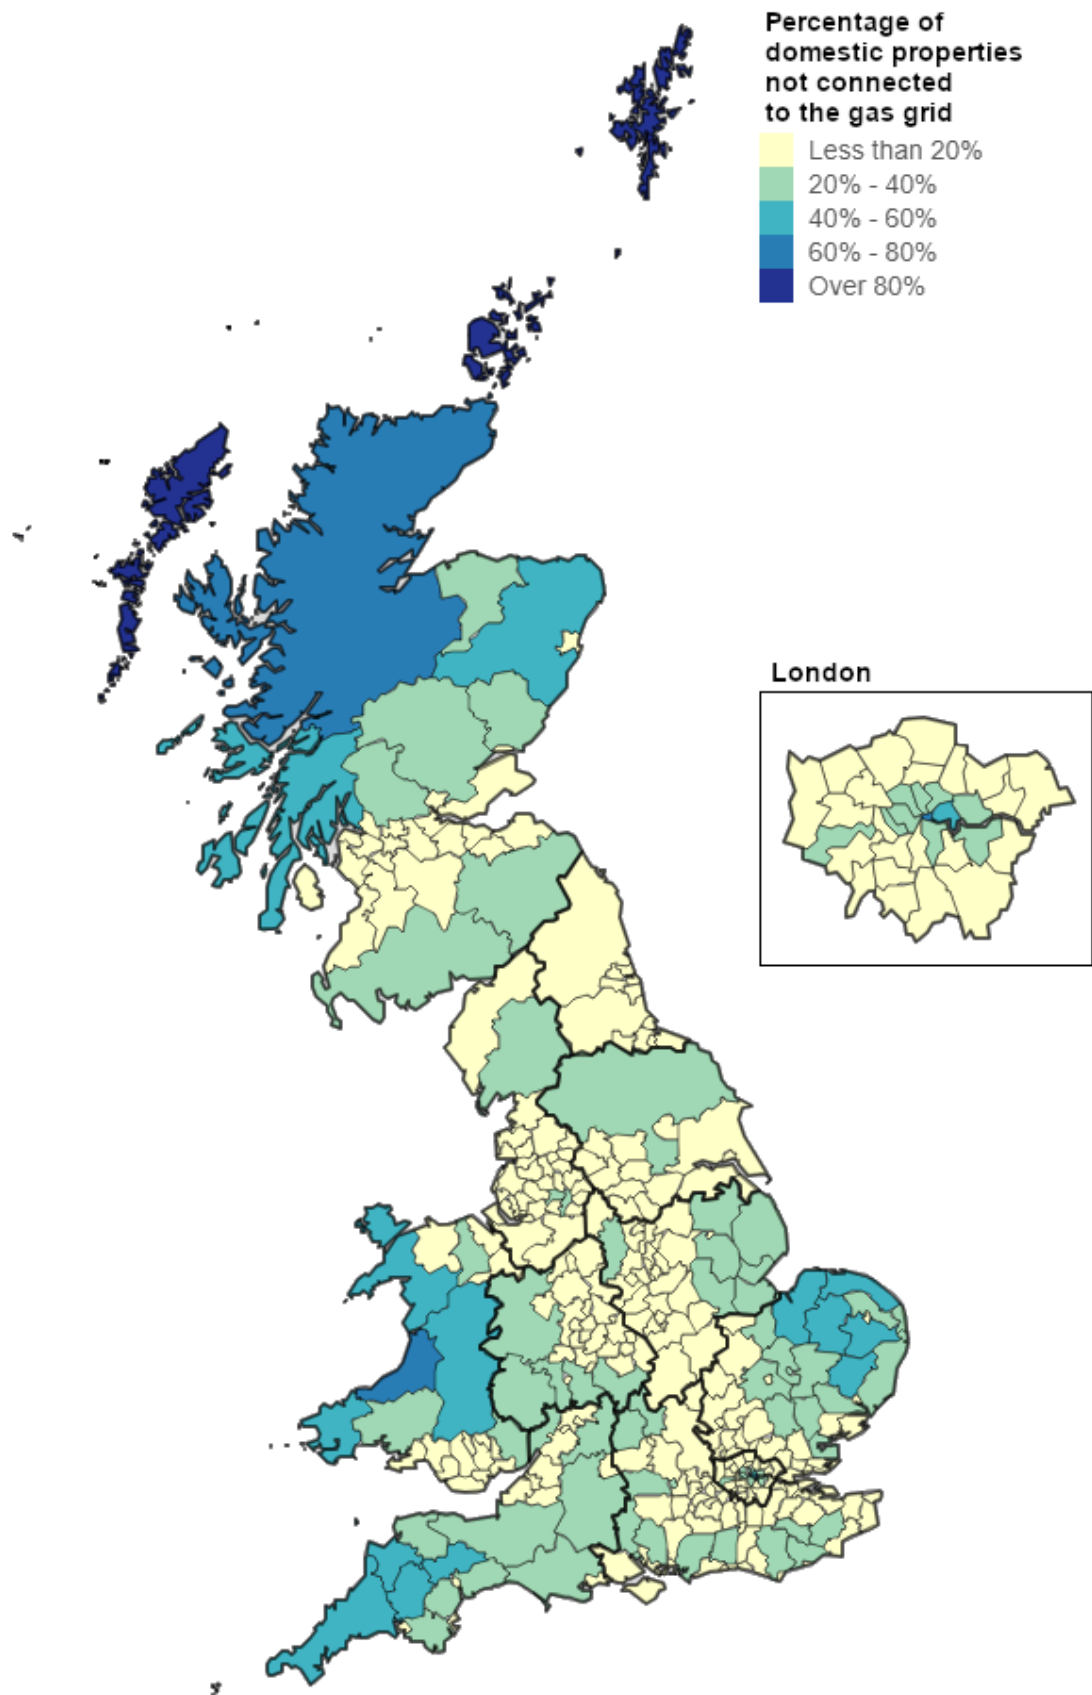 Percentage of
domestic properties
not connected
to the gas grid
Less than 20%
20% - 40%
40% - 60%
60% - 80%
Over 80%
London